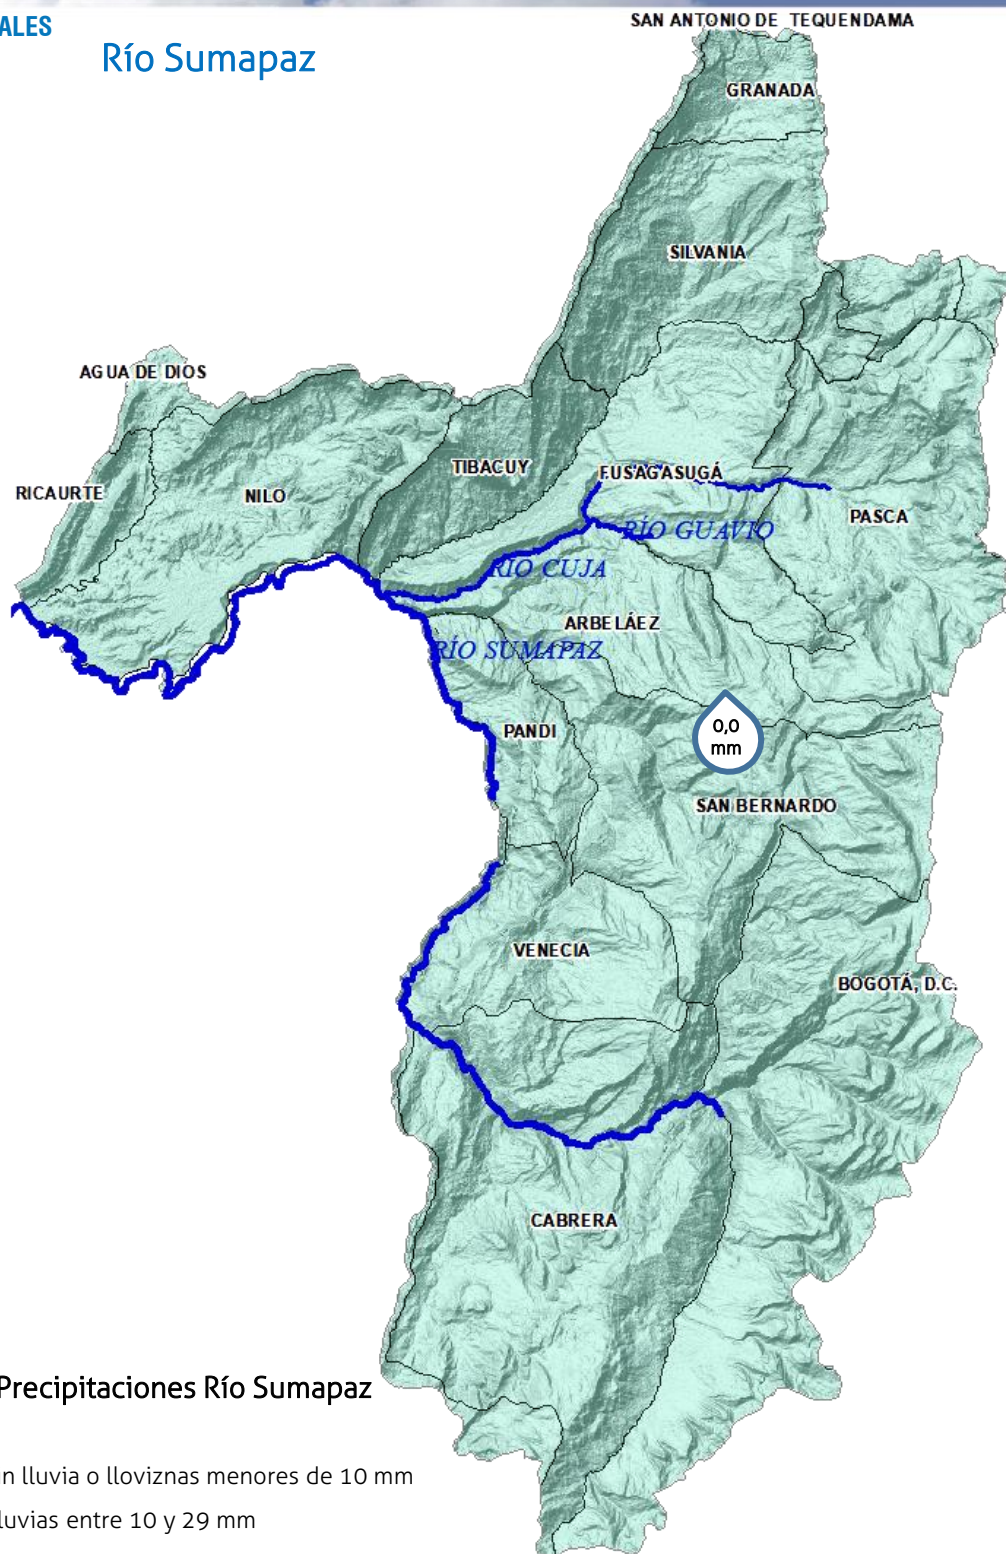 ALES
SAN ANTONIO DE TEQUENDAMA
Río Sumapaz
GRANADA
SILVANIA
AGUA DE DIOS
TIBACUY
FUSAGASUGÁ
RICAURTE
NILO
PASCA
RÍO GUAVIO
RÍO CUJA
ARBELÁEZ
RÍO SUMAPAZ
0,0
mm
PANDI
SAN BERNARDO
VENECIA
BOGOTÁ, D.C.
CABRERA
Precipitaciones Río Sumapaz
n lluvia o lloviznas menores de 10 mm
luvias entre 10 y 29 mm